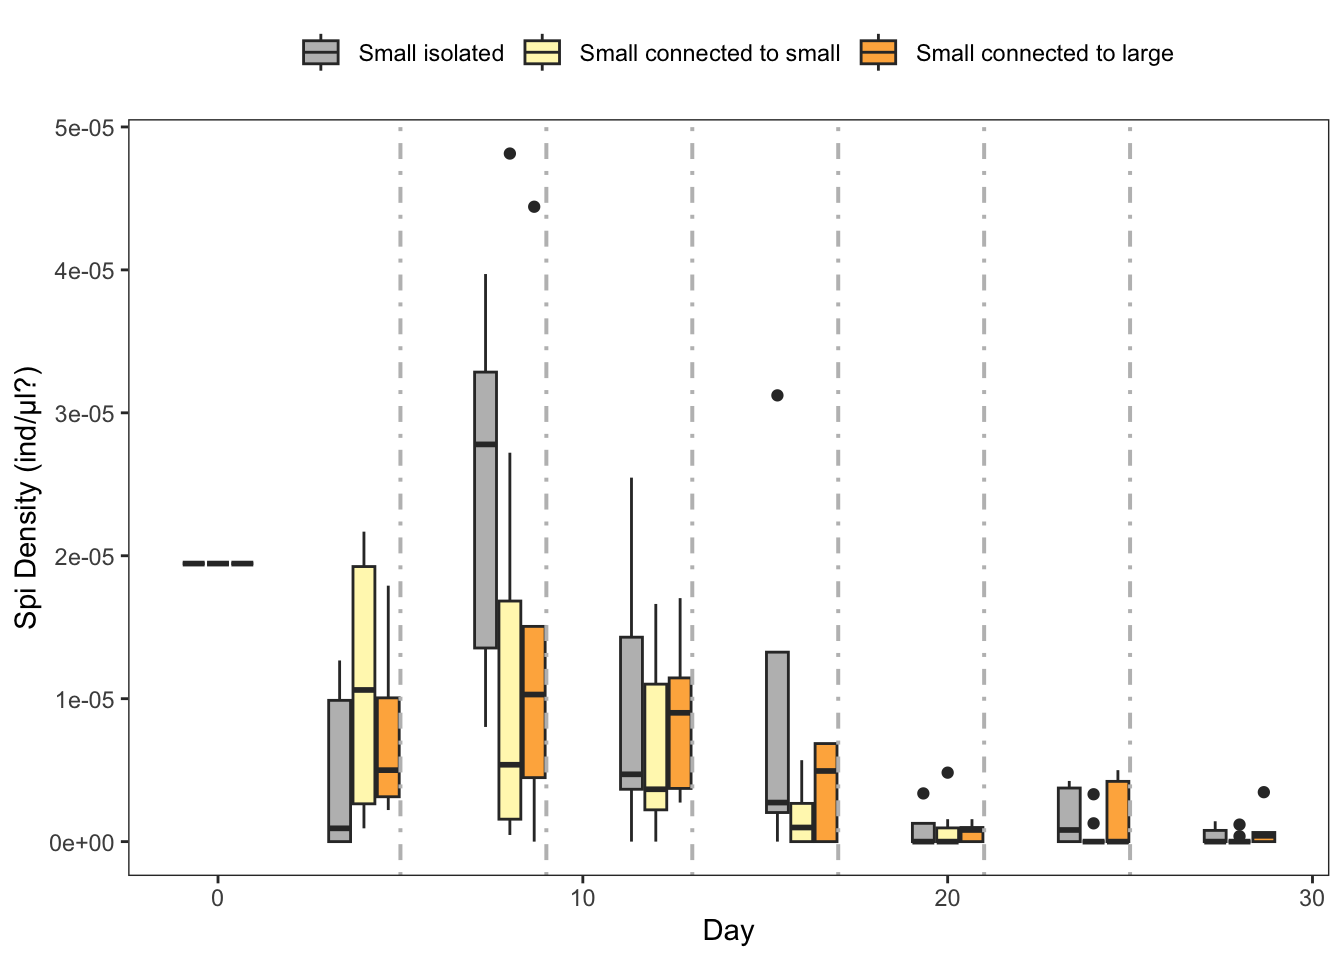 Small isolated Small connected to small Small connected to large
5e-05
4e-05
3e-05
2e-05
1e-05
0e+00
Spi Density (ind/µl?)
0 10 20 30
Day